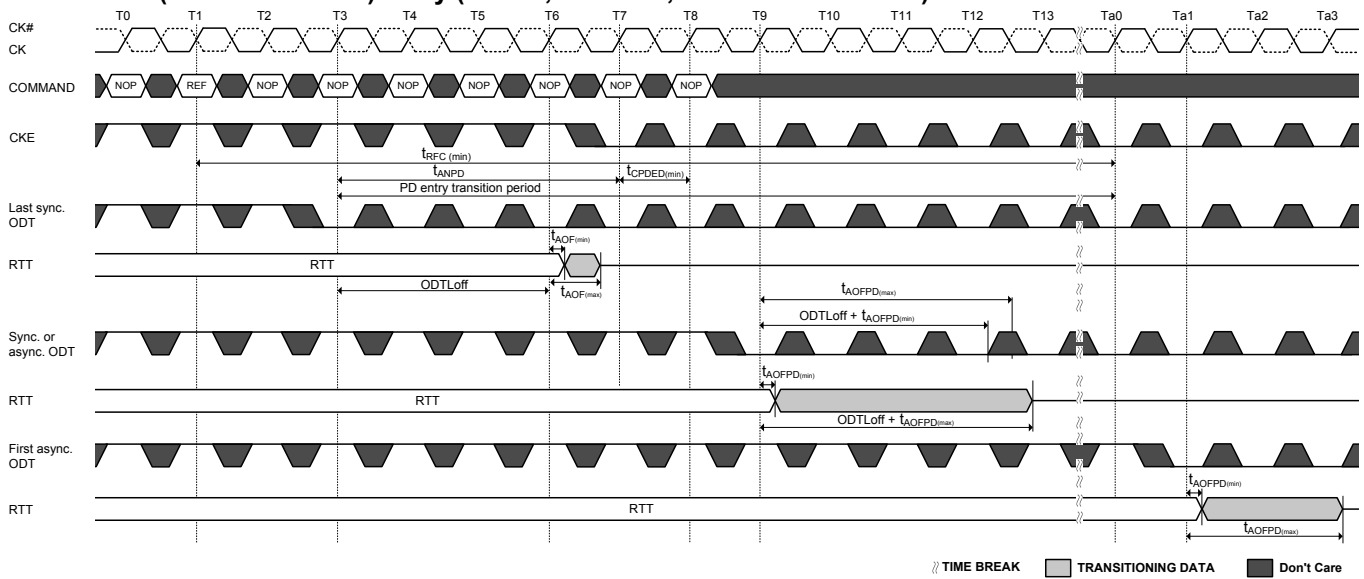 T0 T1 T2 T3 T4 T5 T6 T7 T8 T9 T10 T11 T12 T13 Ta0 Ta1 Ta2 Ta3
CK#
CK
COMMAND NOP REF NOP NOP NOP NOP NOP NOP NOP
CKE
tRFC (min)
tANPD tCPDED(min)
PD entry transition period
Last sync.
ODT
tAOF(min)
RTT RTT
ODTLoff tAOF(max)
tAOFPD(max)
ODTLoff + tAOFPD(min)
Sync. or
async. ODT
tAOFPD(min)
RTT RTT
ODTLoff + tAOFPD(max)
First async.
ODT
tAOFPD(min)
RTT RTT
tAOFPD(max)
TIME BREAK TRANSITIONING DATA Don't Care